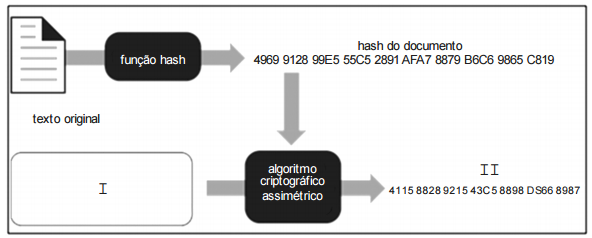 função hash
hash do documento
4969 9128 99E5 55C5 2891 AFA7 8879 B6C6 9865 C819
texto original
I
algoritmo
criptográfico
assimétrico
II
4115 8828 9215 43C5 8898 DS66 8987